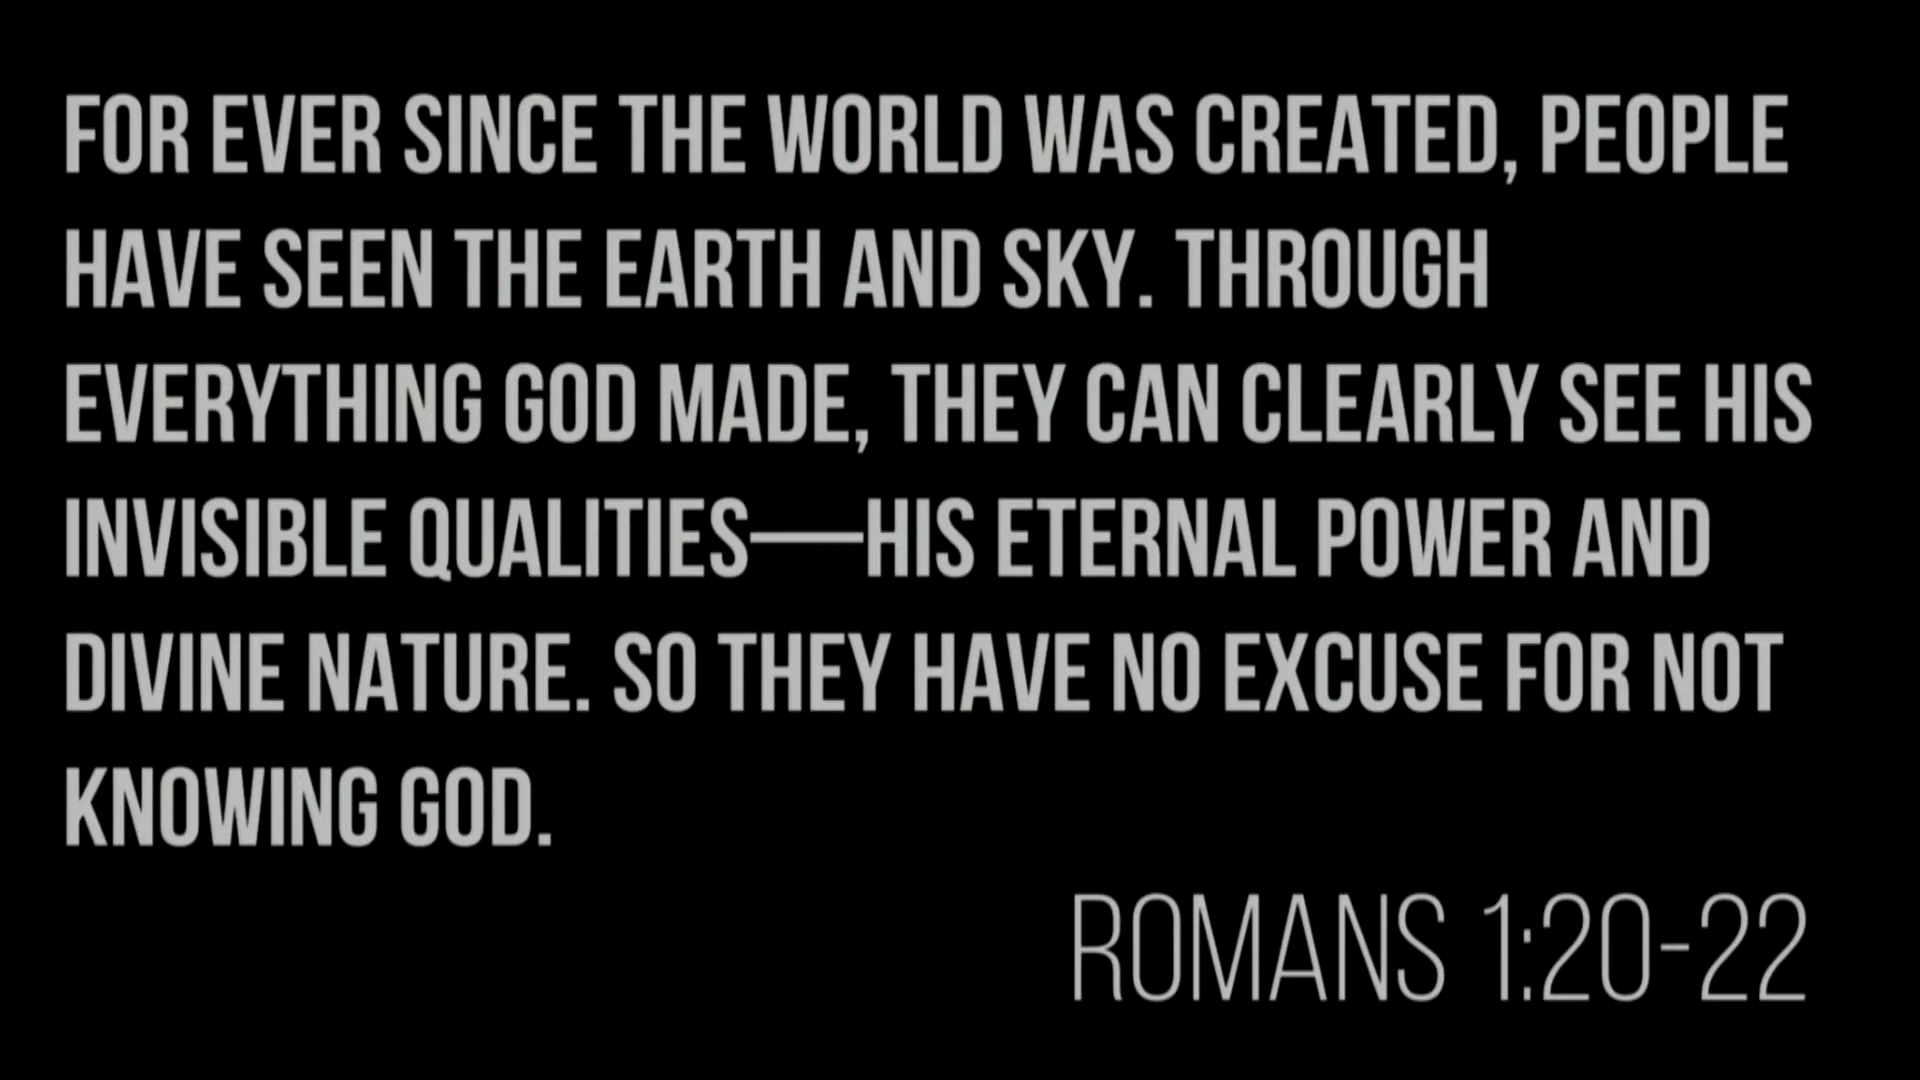 FOR EVER SINCE THE WORLD WAS CREATED, PEOPLE
HAVE SEEN THE EARTH AND SKY. THROUGH
EVERYTHING GOD MADE, THEY CAN CLEARLY SEE HIS
INVISIBLE QUALITIES—HIS ETERNAL POWER AND
DIVINE NATURE. SO THEY HAVE NO EXCUSE FOR NOT
KNOWING GOD.
ROMANS 1:20-22